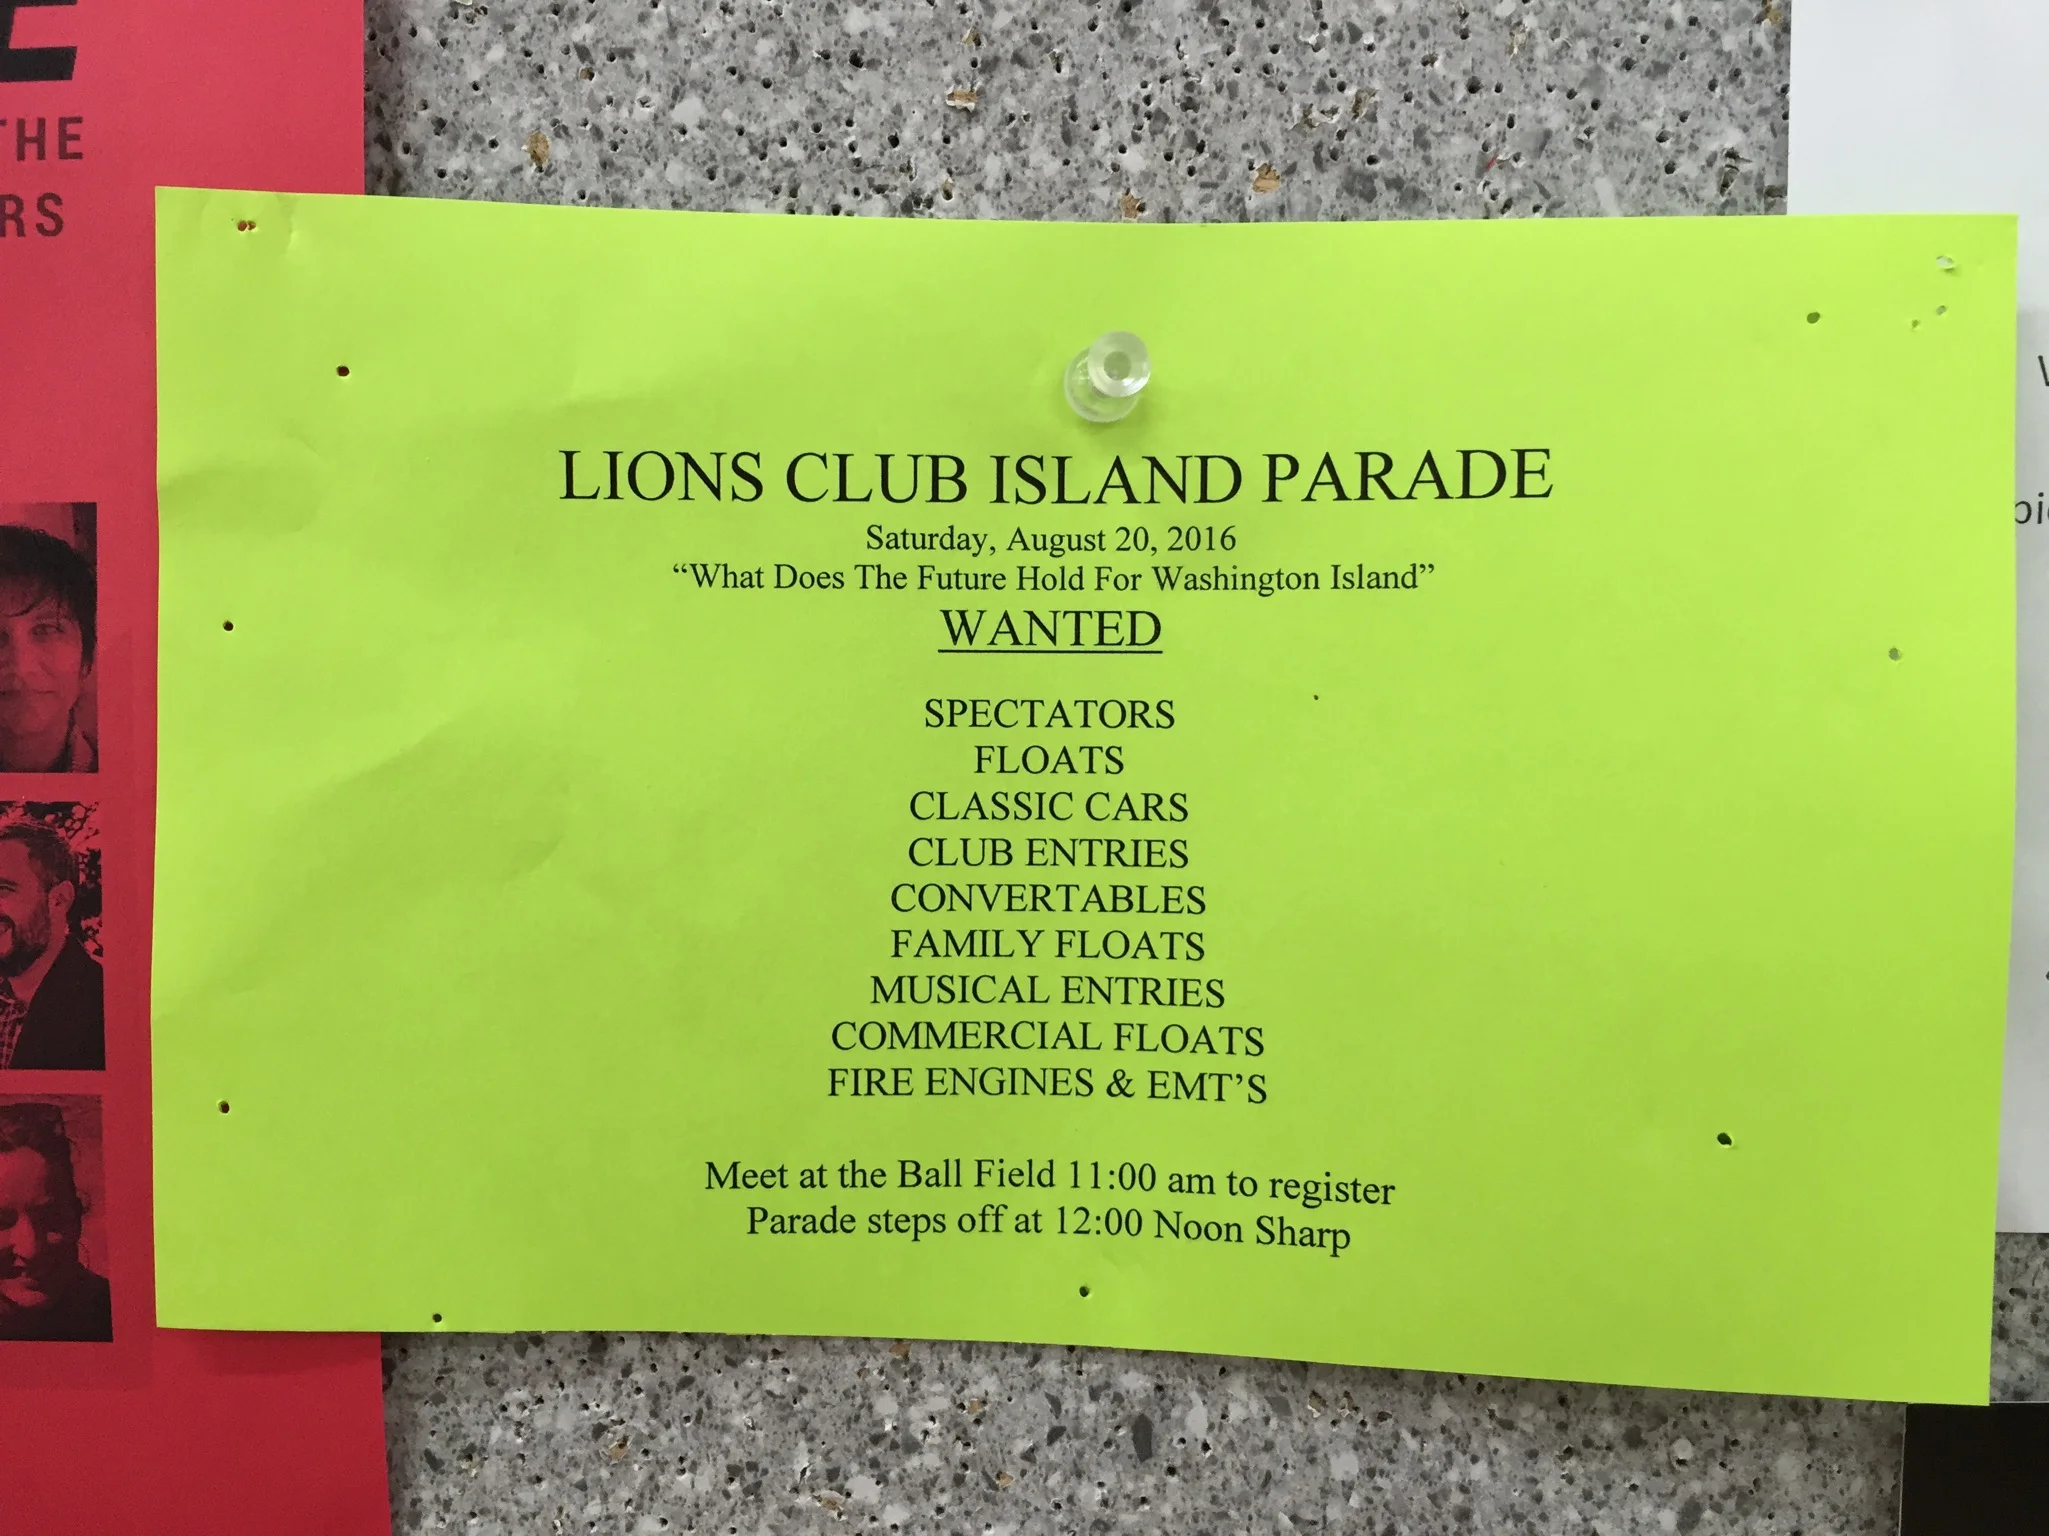 THE
RS
LIONS CLUB ISLAND PARADE
Saturday, August 20, 2016
“What Does The Future Hold For Washington Island”
WANTED
SPECTATORS
FLOATS
CLASSIC CARS
CLUB ENTRIES
CONVERTABLES
FAMILY FLOATS
MUSICAL ENTRIES
COMMERCIAL FLOATS
FIRE ENGINES & EMT’S
Meet at the Ball Field 11:00 am to register
Parade steps off at 12:00 Noon Sharp